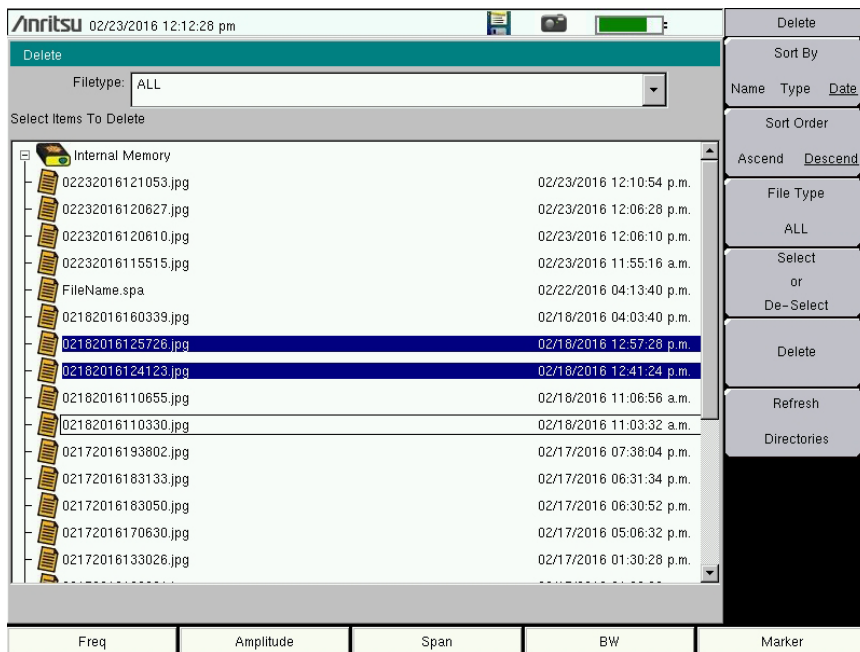 Anritsu 02/23/2016 12:12:28 pm
Delete
Filetype: ALL
Select Items To Delete
Internal Memory
02232016121053.jpg 02/23/2016 12:10:54 p.m.
02232016120627.jpg 02/23/2016 12:06:28 p.m.
02232016120610.jpg 02/23/2016 12:06:10 p.m.
02232016115515.jpg 02/23/2016 11:55:16 a.m.
FileName.spa 02/22/2016 04:13:40 p.m.
02182016160339.jpg 02/18/2016 04:03:40 p.m.
02182016125726.jpg 02/18/2016 12:57:28 p.m.
02182016124123.jpg 02/18/2016 12:41:24 p.m.
02182016110655.jpg 02/18/2016 11:06:56 a.m.
02182016110330.jpg 02/18/2016 11:03:32 a.m.
02172016193802.jpg 02/17/2016 07:38:04 p.m.
02172016183133.jpg 02/17/2016 06:31:34 p.m.
02172016183050.jpg 02/17/2016 06:30:52 p.m.
02172016170630.jpg 02/17/2016 05:06:32 p.m.
02172016133026.jpg 02/17/2016 01:30:28 p.m.
Delete
Sort By
Name Type Date
Sort Order
Ascend Descend
File Type
ALL
Select
or
De-Select
Delete
Refresh
Directories
Freq Amplitude Span BW Marker